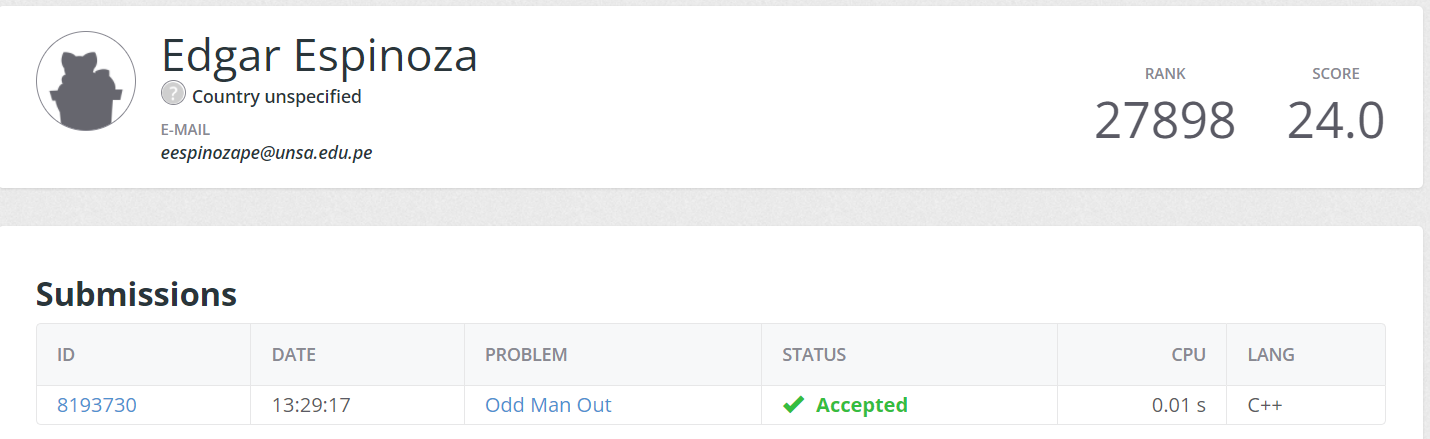 Edgar Espinoza
? Country unspecified
E-MAIL
eespinozape@unsa.edu.pe
RANK SCORE
27898 24.0
Submissions
ID DATE PROBLEM STATUS CPU LANG
8193730 13:29:17 Odd Man Out Accepted 0.01 s C++